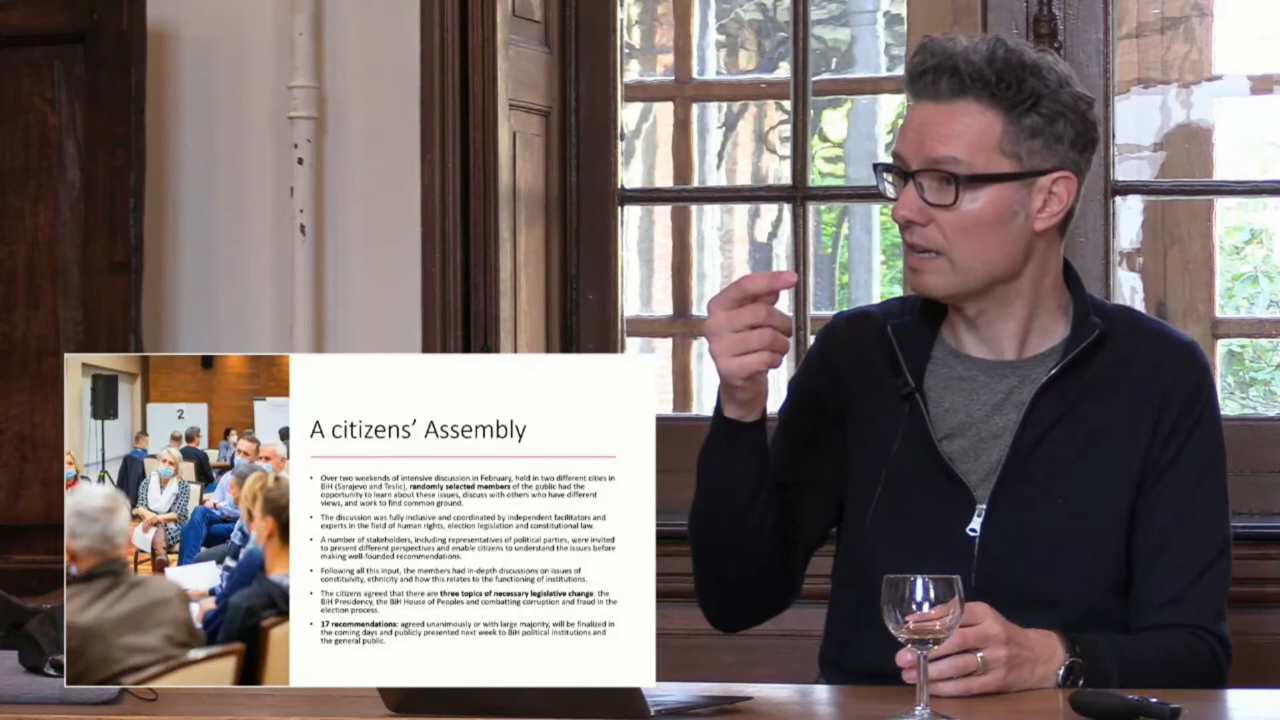 2
A citizens' Assembly
• Over two weekends of intensive discussion in February, held in two different cities in
BiH (Sarajevo and Teslic), randomly selected members of the public had the
opportunity to learn about these issues, discuss with others who have different
views, and work to find common ground.
• The discussion was fully inclusive and coordinated by independent facilitators and
experts in the field of human rights, election legislation and constitutional law.
• A number of stakeholders, including representatives of political parties, were invited
to present different perspectives and enable citizens to understand the issues before
making well-founded recommendations.
• Following all this input, the members had in-depth discussions on issues of
constituivity, ethnicity and how this relates to the functioning of institutions.
• The citizens agreed that there are three topics of necessary legislative change: the
BiH Presidency, the BiH House of Peoples and combatting corruption and fraud in the
election process.
• 17 recommendations: agreed unanimously or with large majority, will be finalized in
the coming days and publicly presented next week to BiH political institutions and
the general public.